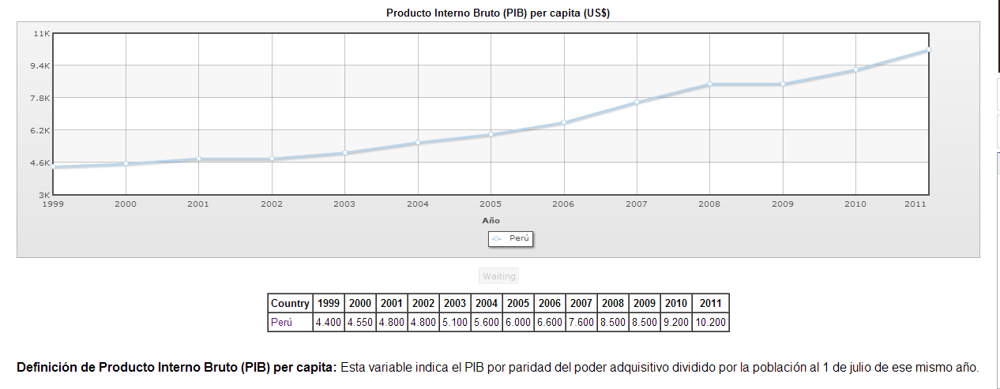 Producto Interno Bruto (PIB) per capita (US$)
11K
9.4K
7.8K
6.2K
4.6K
3K
1999 2000 2001 2002 2003 2004 2005 2006 2007 2008 2009 2010 2011
Año
Perú
Waiting
Country 1999 2000 2001 2002 2003 2004 2005 2006 2007 2008 2009 2010 2011
Perú 4.400 4.550 4.800 4.800 5.100 5.600 6.000 6.600 7.600 8.500 8.500 9.200 10.200
Definición de Producto Interno Bruto (PIB) per capita: Esta variable indica el PIB por paridad del poder adquisitivo dividido por la población al 1 de julio de ese mismo año.